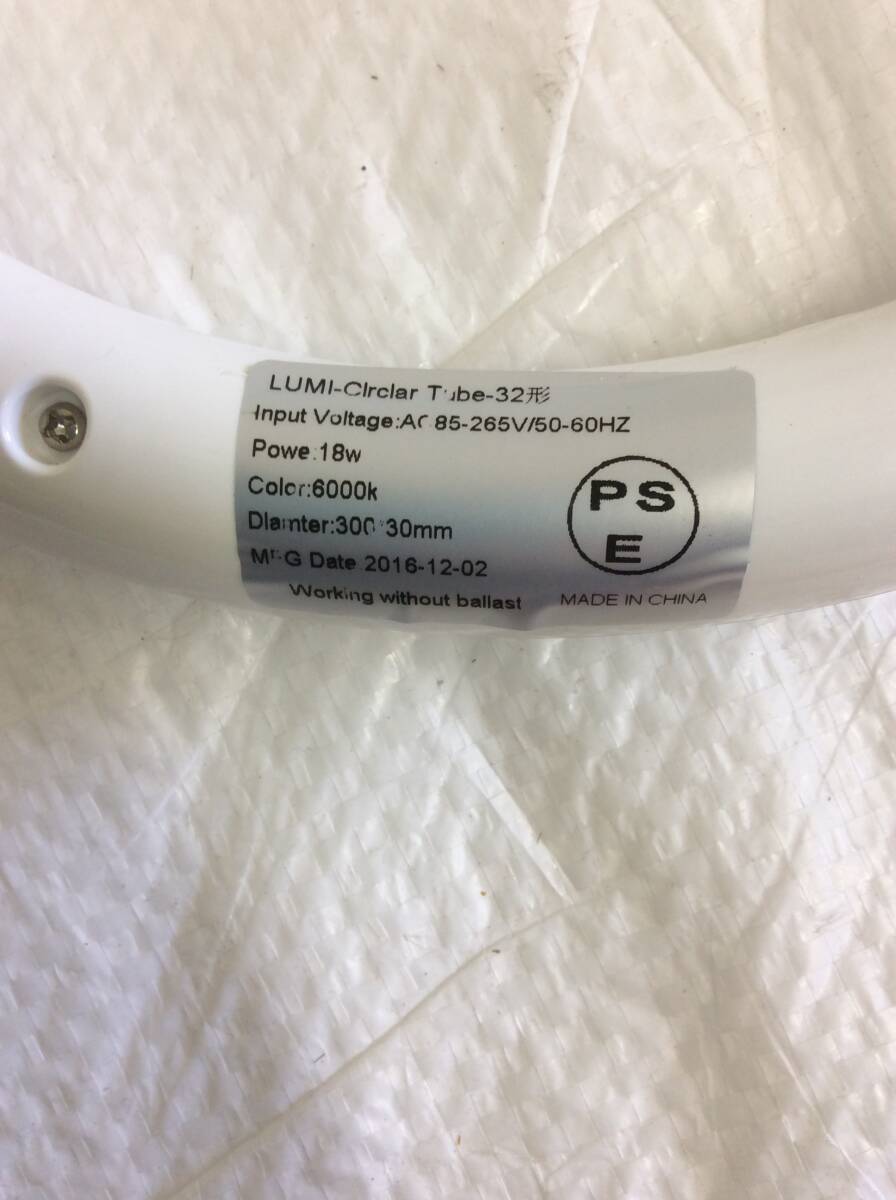 LUMI-CIrclar Tube-32形
Input Voltage:AC 85-265V/50-60HZ
Powe:18w
Color:6000k
DIamter:300*30mm
MFG Date:2016-12-02
Working without ballast
PS
E
MADE IN CHINA